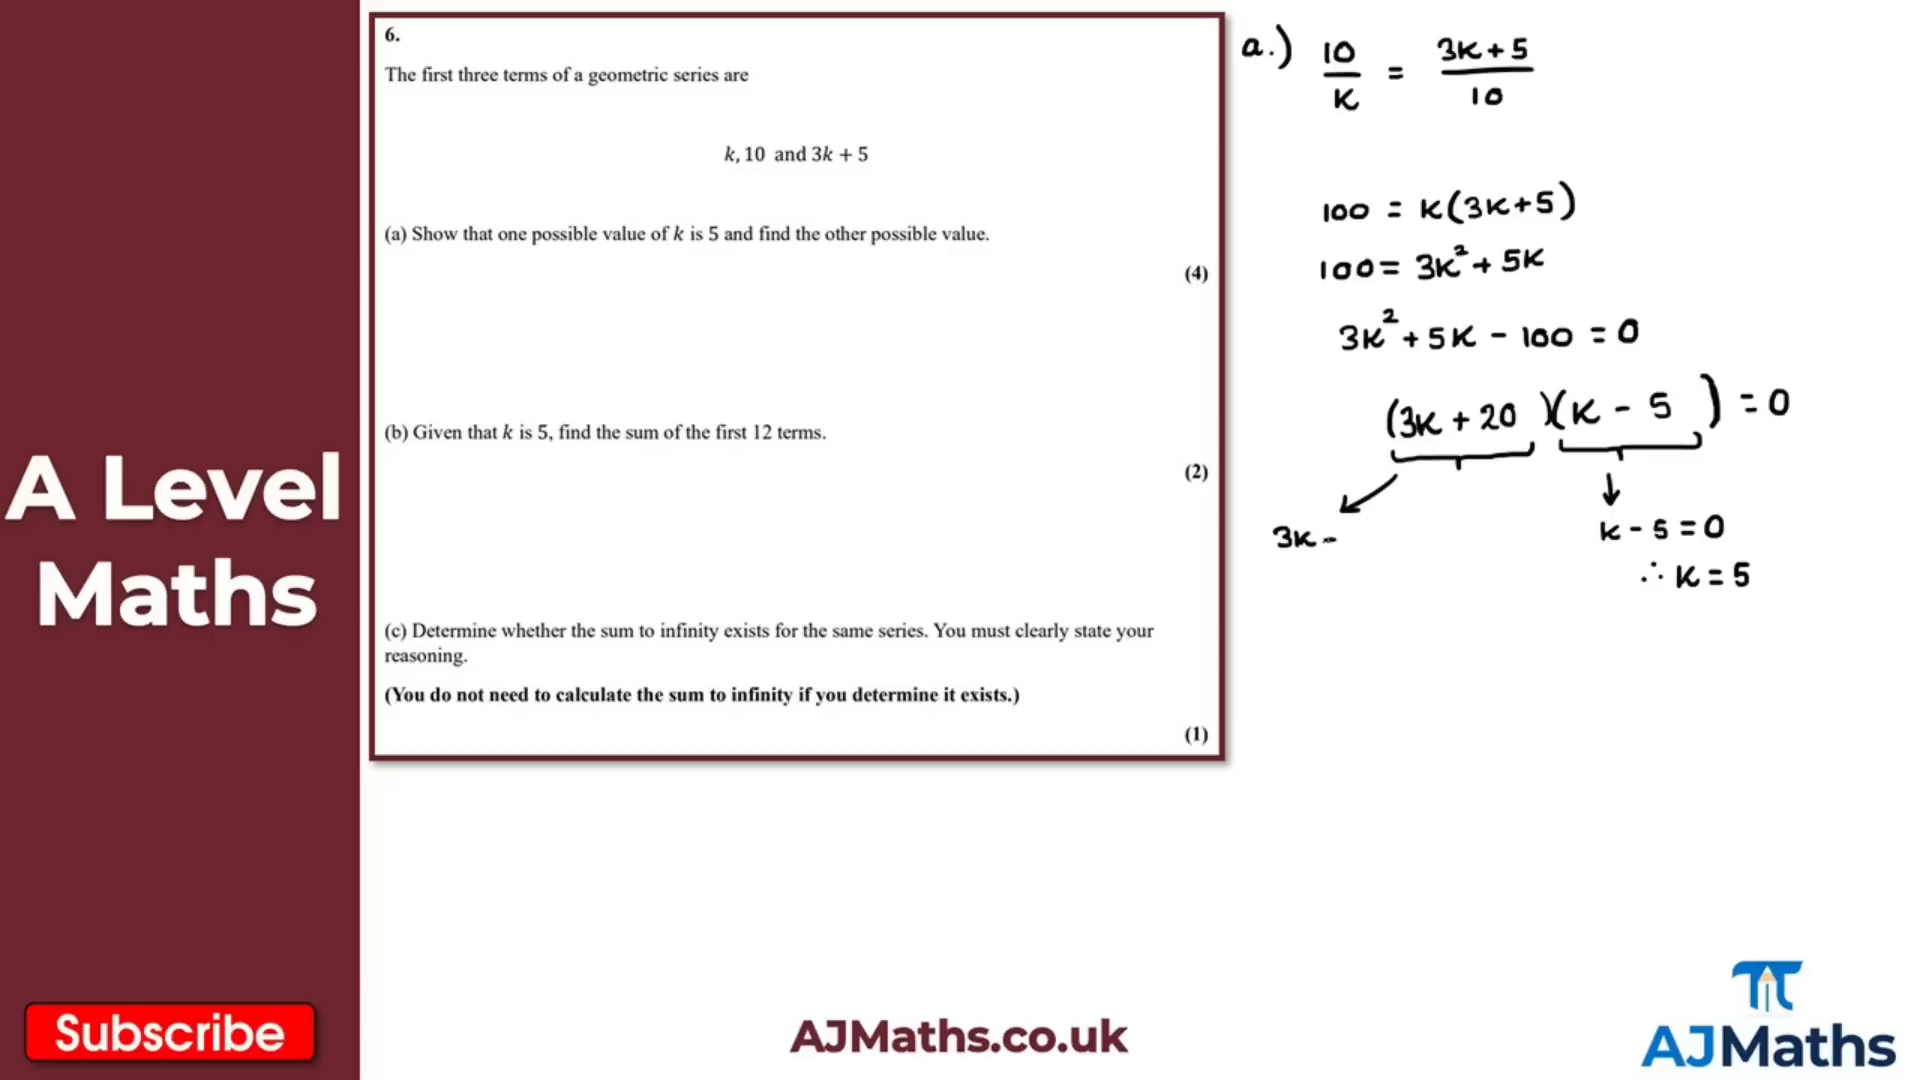 A Level
Maths
Subscribe
6.
The first three terms of a geometric series are
k, 10 and 3k + 5
(a) Show that one possible value of k is 5 and find the other possible value.
(4)
(b) Given that k is 5, find the sum of the first 12 terms.
(2)
(c) Determine whether the sum to infinity exists for the same series. You must clearly state your
reasoning.
(You do not need to calculate the sum to infinity if you determine it exists.)
(1)
a.) 10/k = 3k+5/10
100 = k(3k+5)
100 = 3k² + 5k
3k² + 5k - 100 = 0
(3k + 20)(k - 5) = 0
3k -
k - 5 = 0
∴ k = 5
AJMaths.co.uk
AJMaths